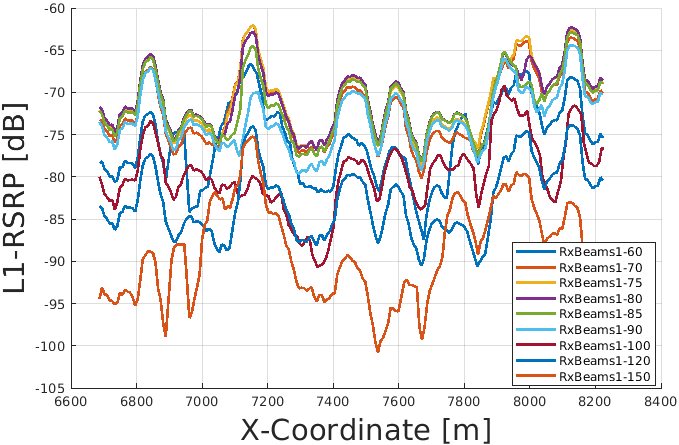 -60
-65
-70
-75
-80
-85
-90
-95
-100
-105
L1-RSRP [dB]
RxBeams1-60
RxBeams1-70
RxBeams1-75
RxBeams1-80
RxBeams1-85
RxBeams1-90
RxBeams1-100
RxBeams1-120
RxBeams1-150
6600 6800 7000 7200 7400 7600 7800 8000 8200 8400
X-Coordinate [m]